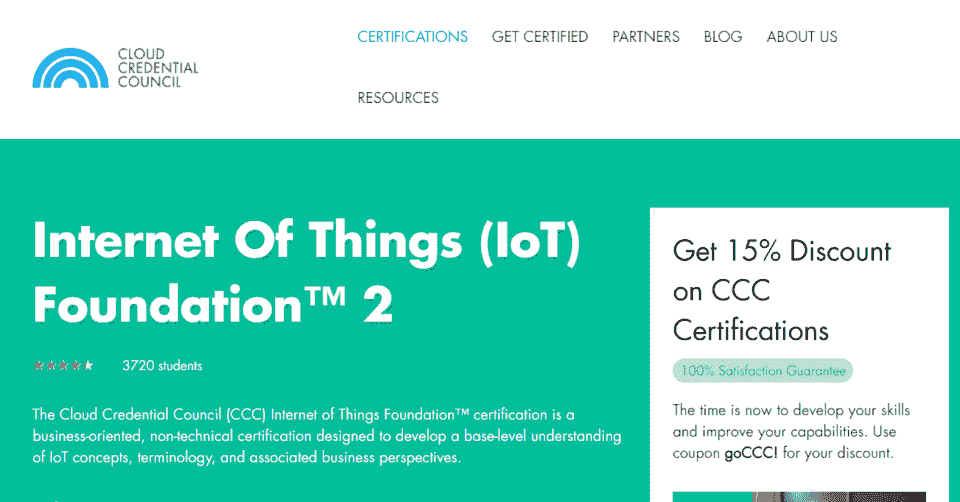 CLOUD
CREDENTIAL
COUNCIL
CERTIFICATIONS GET CERTIFIED PARTNERS BLOG ABOUT US
RESOURCES
Internet Of Things (IoT)
Foundation™ 2
3720 students
The Cloud Credential Council (CCC) Internet of Things Foundation™ certification is a
business-oriented, non-technical certification designed to develop a base-level understanding
of IoT concepts, terminology, and associated business perspectives.
Get 15% Discount
on CCC
Certifications
100% Satisfaction Guarantee
The time is now to develop your skills
and improve your capabilities. Use
coupon goCCC! for your discount.